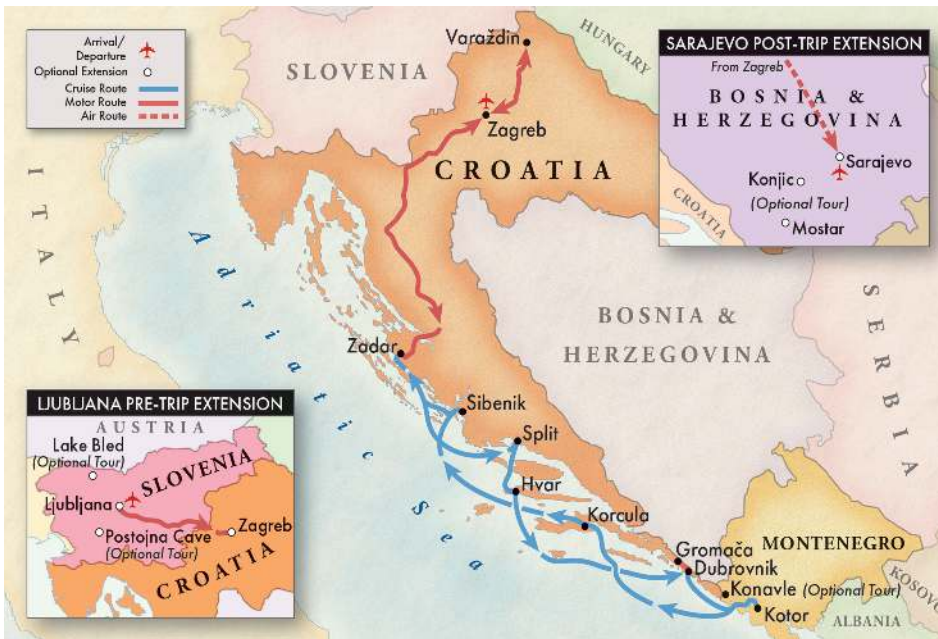 Arrival/
Departure
Optional Extension
Cruise Route
Motor Route
Air Route
SLOVENIA
HUNGARY
Varaždin
Zagreb
CROATIA
ITALY
Adriatic Sea
BOSNIA &
HERZEGOVINA
SERBIA
Zadar
Sibenik
Split
Hvar
Korcula
Gromača
Dubrovnik
Konavle (Optional Tour)
Kotor
MONTENEGRO
KOSOVO
ALBANIA
SARAJEVO POST-TRIP EXTENSION
From Zagreb
BOSNIA &
HERZEGOVINA
Sarajevo
Konjic
(Optional Tour)
Mostar
CROATIA
LJUBLJANA PRE-TRIP EXTENSION
AUSTRIA
Lake Bled
(Optional Tour)
SLOVENIA
Ljubljana
Zagreb
Postojna Cave
(Optional Tour)
CROATIA